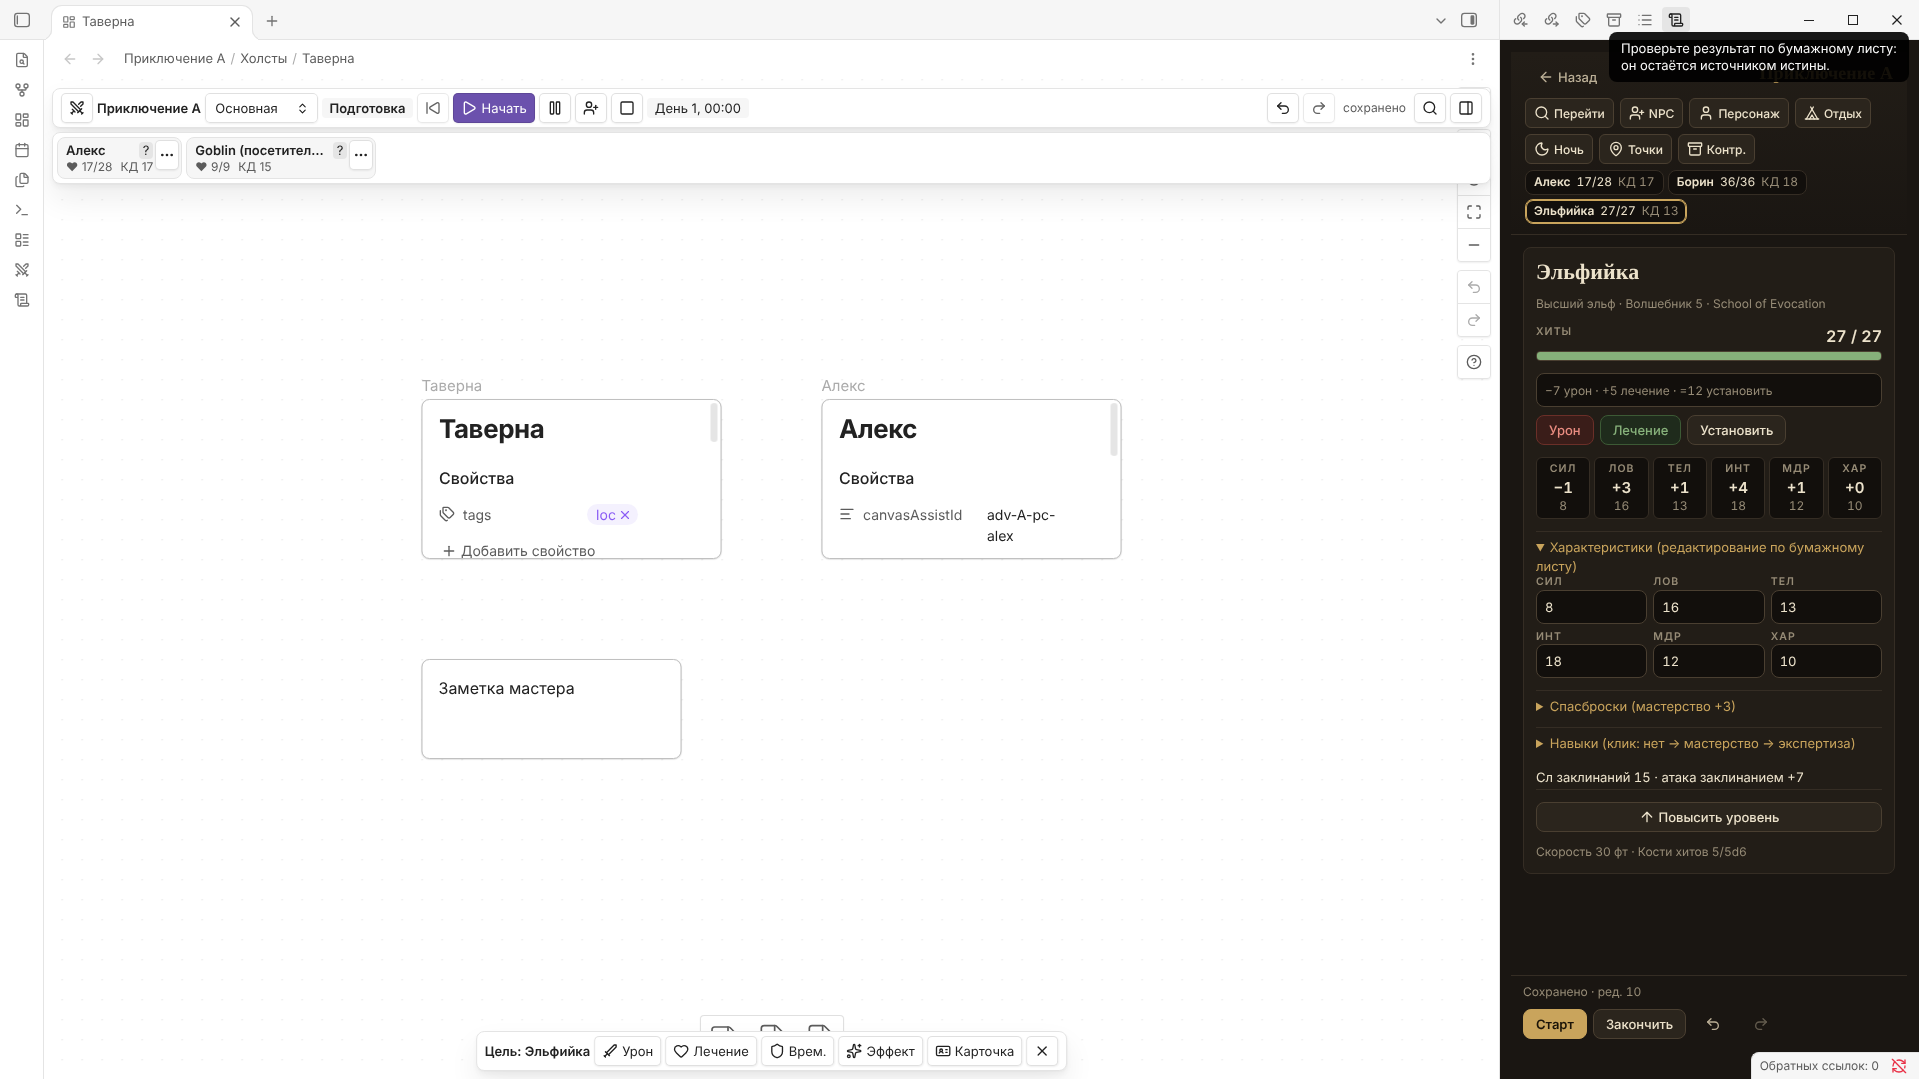 Таверна
Приключение А / Холсты / Таверна
Приключение А
Основная
Подготовка
Начать
День 1, 00:00
сохранено
Алекс ?
17/28 КД 17
Goblin (посетител... ?
9/9 КД 15
Таверна
Таверна
Свойства
tags
loc
Добавить свойство
Алекс
Алекс
Свойства
canvasAssistId
adv-A-pc-
alex
Заметка мастера
Цель: Эльфийка
Урон
Лечение
Врем.
Эффект
Карточка
Проверьте результат по бумажному листу:
он остаётся источником истины.
Назад
Перейти
NPC
Персонаж
Отдых
Ночь
Точки
Контр.
Алекс 17/28 КД 17
Борин 36/36 КД 18
Эльфийка 27/27 КД 13
Эльфийка
Высший эльф · Волшебник 5 · School of Evocation
ХИТЫ
27 / 27
−7 урон · +5 лечение · =12 установить
Урон
Лечение
Установить
СИЛ ЛОВ ТЕЛ ИНТ МДР ХАР
−1 +3 +1 +4 +1 +0
8 16 13 18 12 10
Характеристики (редактирование по бумажному
листу)
СИЛ ЛОВ ТЕЛ
8 16 13
ИНТ МДР ХАР
18 12 10
Спасброски (мастерство +3)
Навыки (клик: нет → мастерство → экспертиза)
Сл заклинаний 15 · атака заклинанием +7
Повысить уровень
Скорость 30 фт · Кости хитов 5/5d6
Сохранено · ред. 10
Старт
Закончить
Обратных ссылок: 0